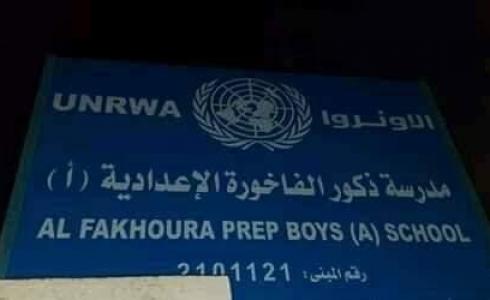 UNRWA الاونروا
مدرسة ذكور الفاخورة الإعدادية (أ)
AL FAKHOURA PREP BOYS (A) SCHOOL
رقم المبنى: 2101121